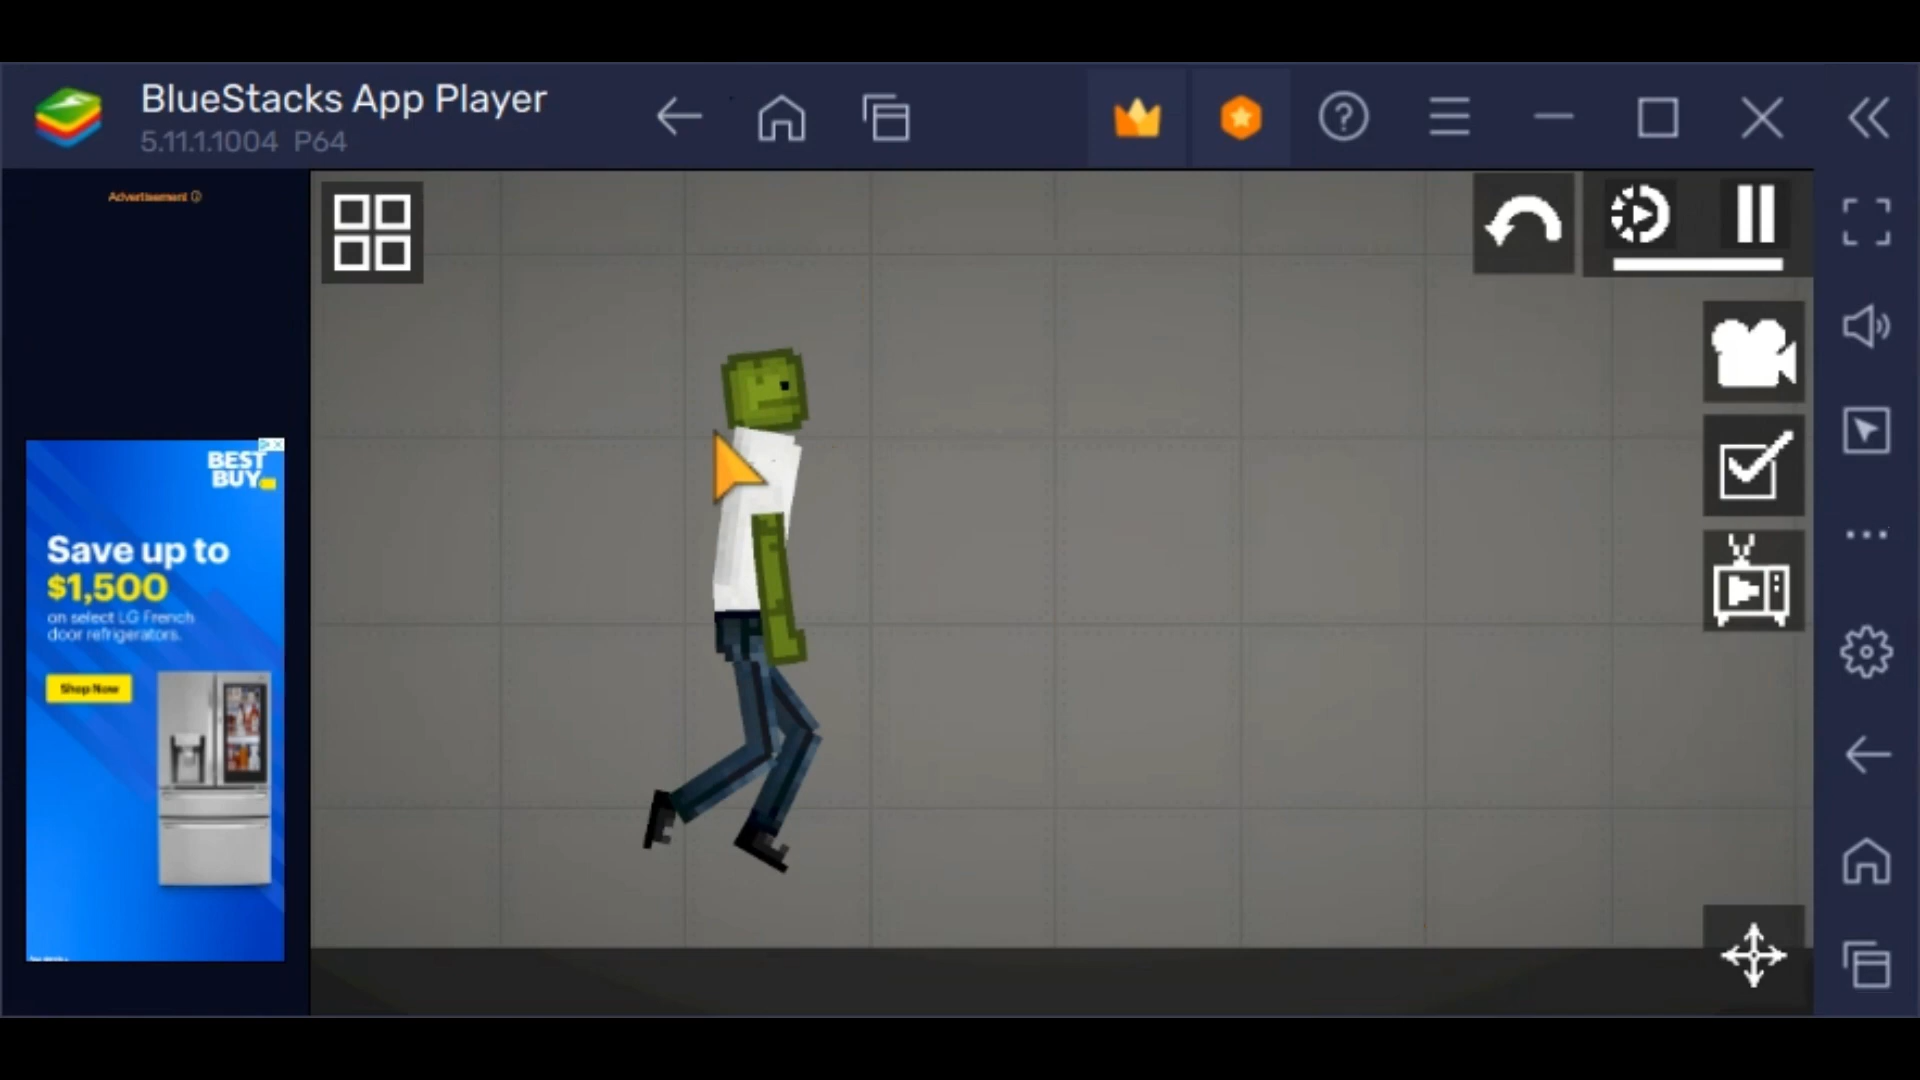 BlueStacks App Player
5.11.1.1004 P64
Advertisement
BEST
BUY
Save up to
$1,500
on select LG French
door refrigerators.
Shop Now